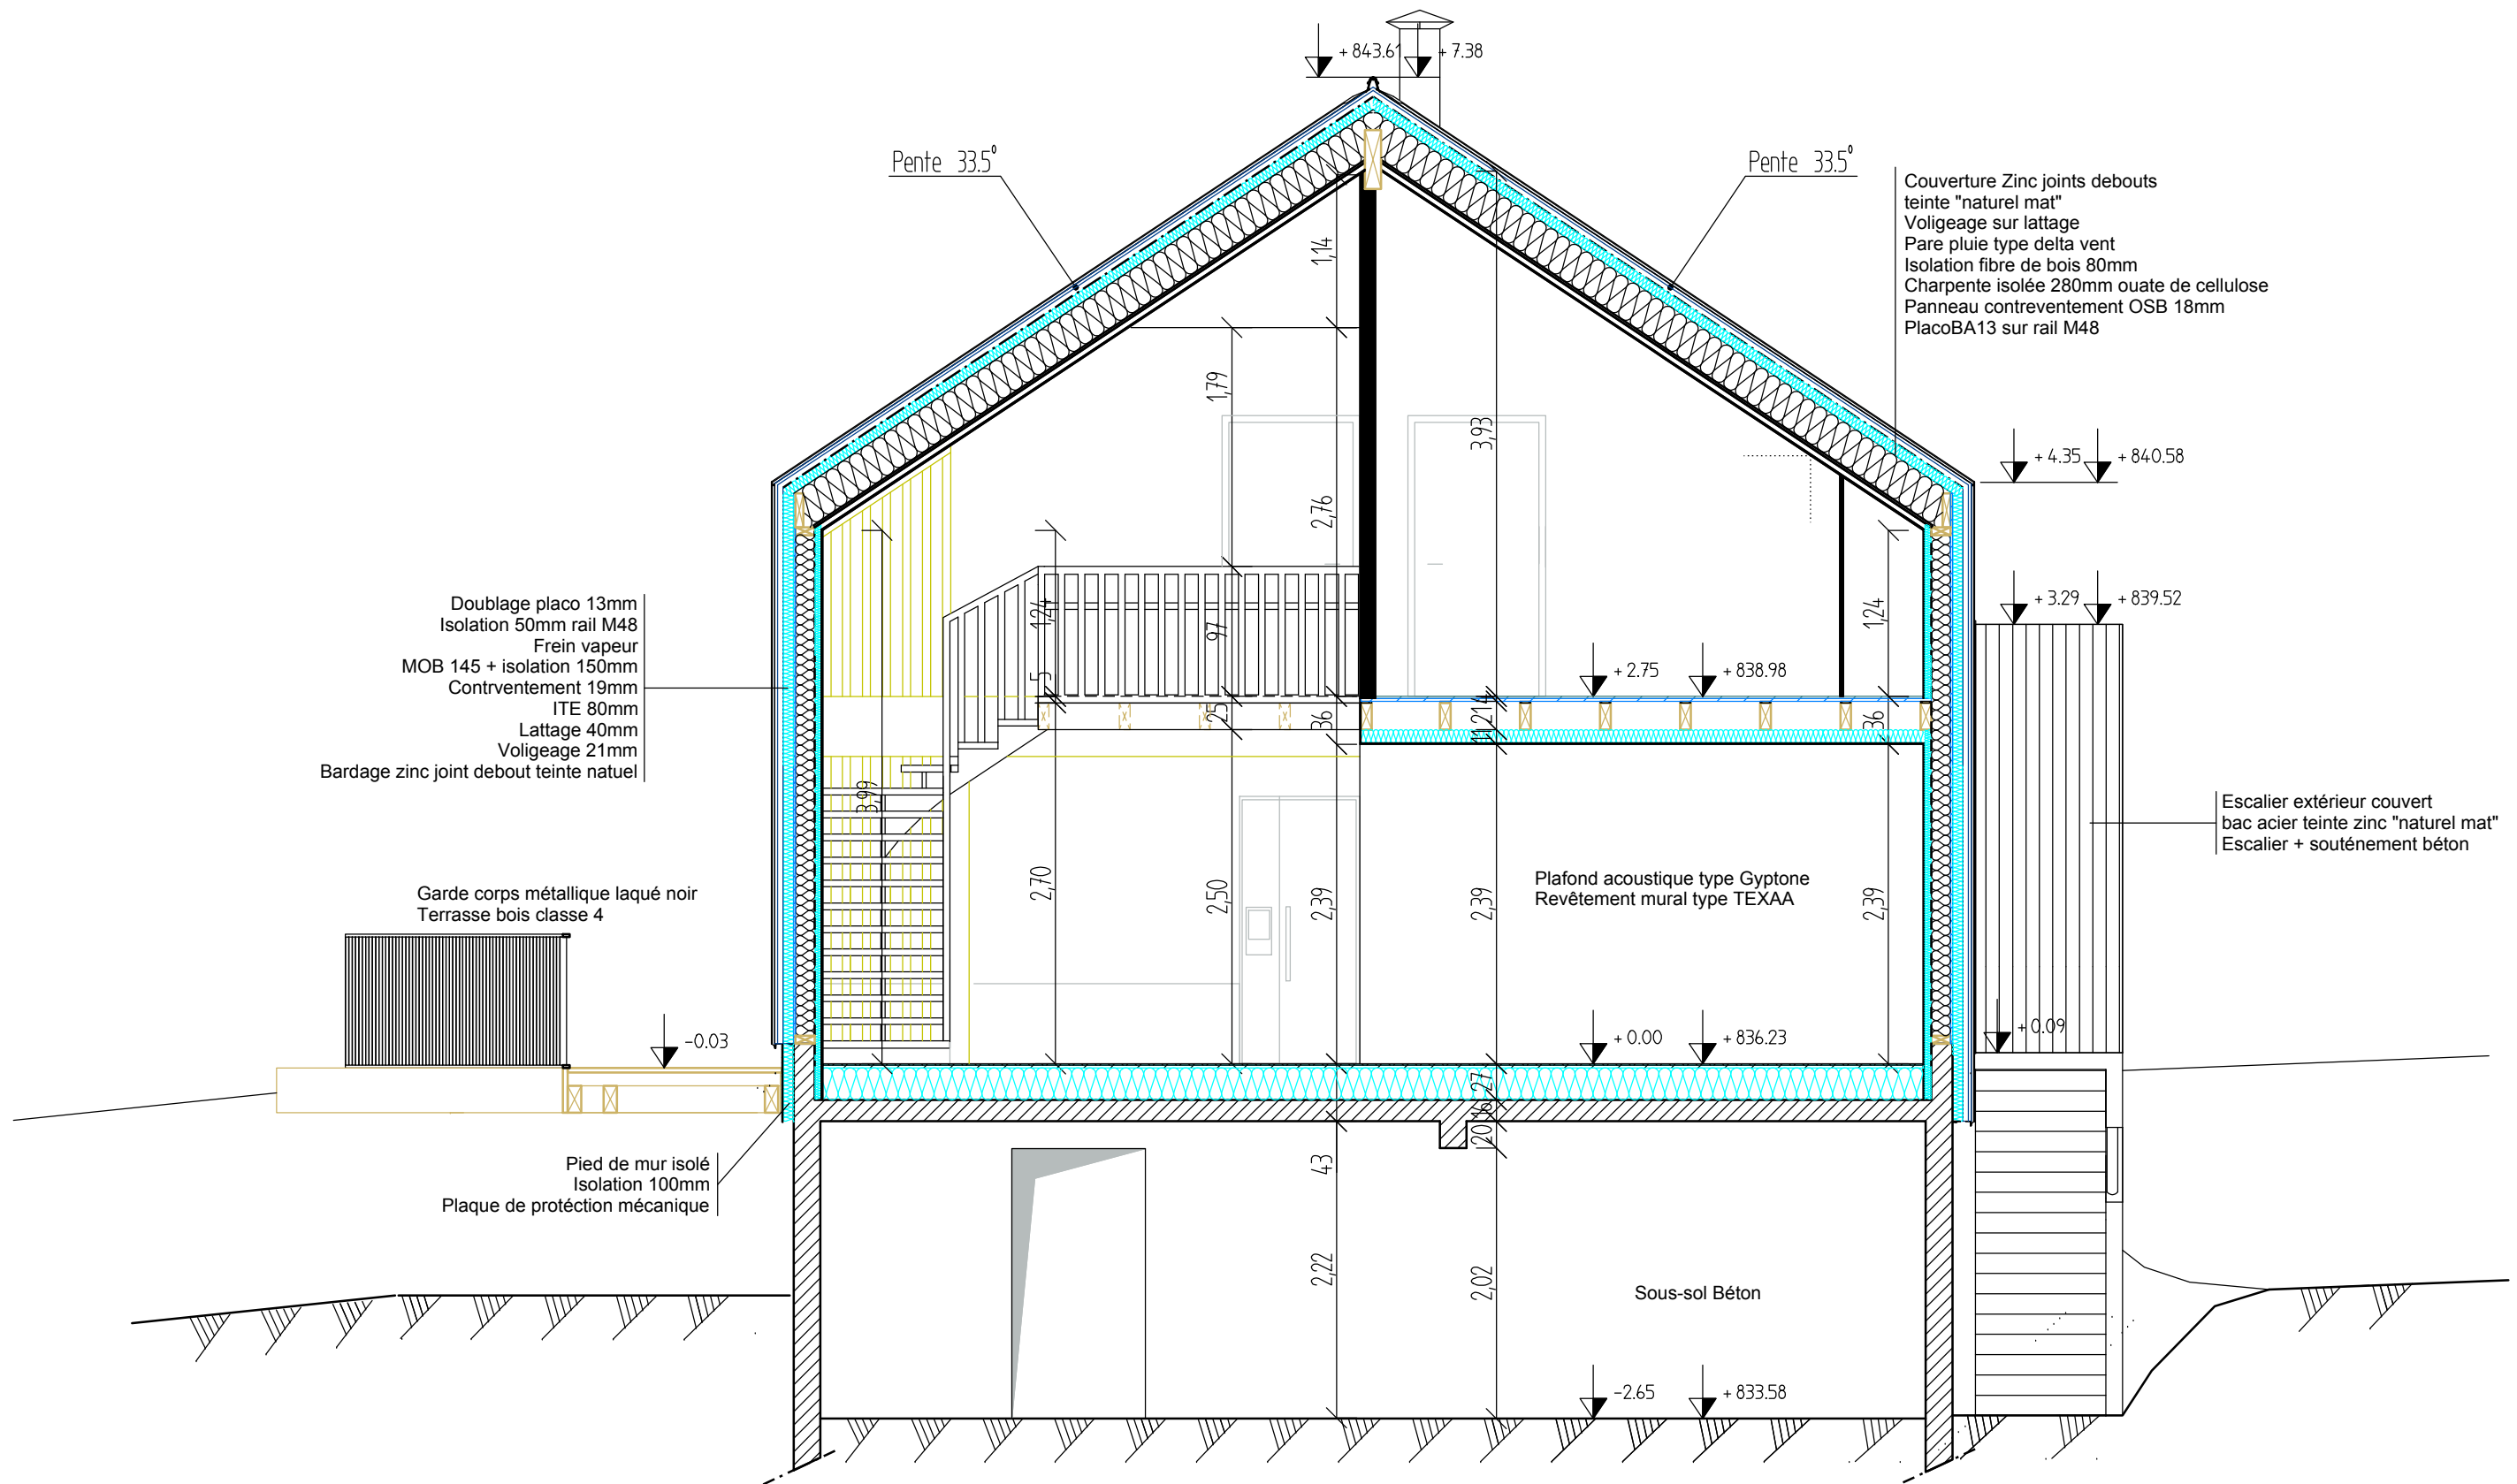 + 843.61
+ 7.38
Pente 33.5°
Pente 33.5°
Couverture Zinc joints debouts
teinte "naturel mat"
Voligeage sur lattage
Pare pluie type delta vent
Isolation fibre de bois 80mm
Charpente isolée 280mm ouate de cellulose
Panneau contreventement OSB 18mm
PlacoBA13 sur rail M48
1,14
1,79
3,93
2,76
+ 4.35
+ 840.58
Doublage placo 13mm
Isolation 50mm rail M48
Frein vapeur
MOB 145 + isolation 150mm
Contrventement 19mm
ITE 80mm
Lattage 40mm
Voligeage 21mm
Bardage zinc joint debout teinte natuel
1,24
97
1,24
+ 3.29
+ 839.52
+ 2.75
+ 838.98
5
25
36
14
12
11
36
3,99
2,70
2,50
2,39
2,39
2,39
Escalier extérieur couvert
bac acier teinte zinc "naturel mat"
Escalier + souténement béton
Plafond acoustique type Gyptone
Revêtement mural type TEXAA
Garde corps métallique laqué noir
Terrasse bois classe 4
-0.03
+ 0.00
+ 836.23
+ 0.09
27
16
20
43
Pied de mur isolé
Isolation 100mm
Plaque de protéction mécanique
2,22
2,02
Sous-sol Béton
-2.65
+ 833.58